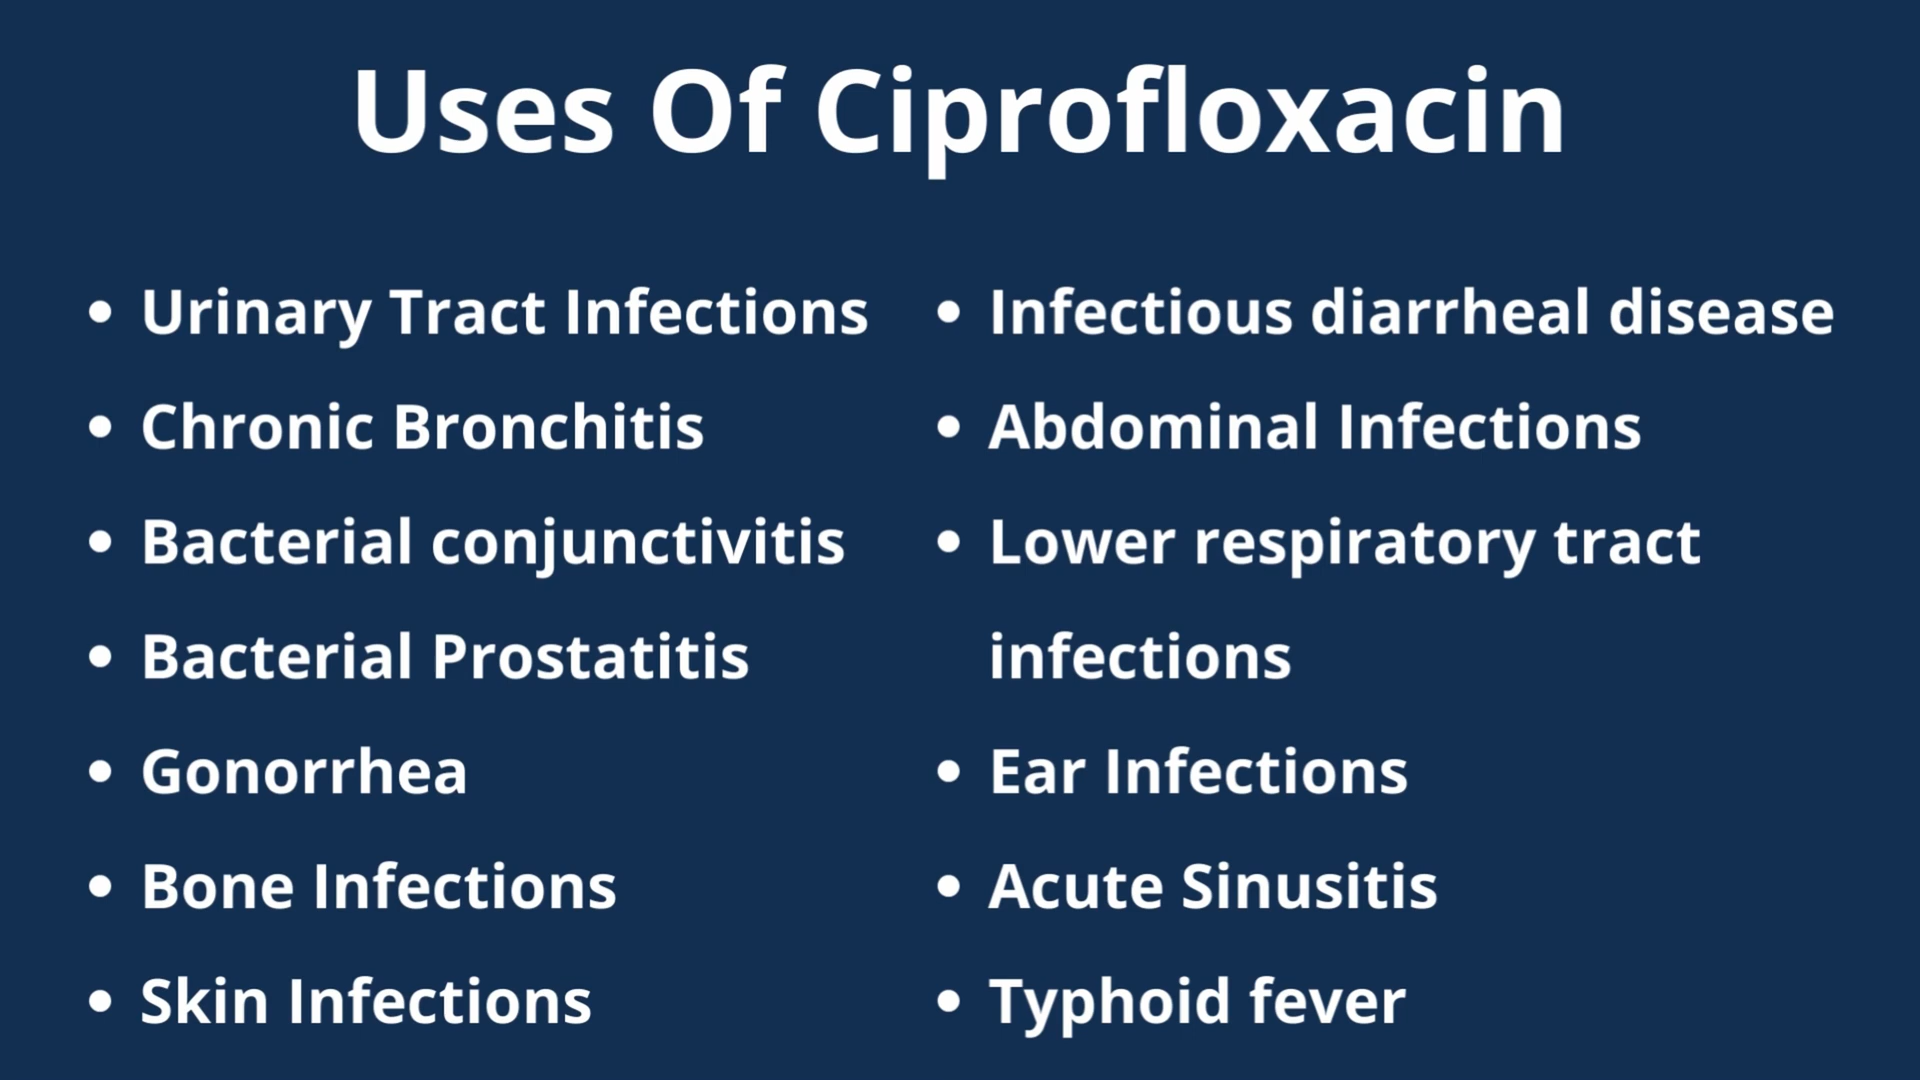 Uses Of Ciprofloxacin
• Urinary Tract Infections
• Chronic Bronchitis
• Bacterial conjunctivitis
• Bacterial Prostatitis
• Gonorrhea
• Bone Infections
• Skin Infections
• Infectious diarrheal disease
• Abdominal Infections
• Lower respiratory tract
infections
• Ear Infections
• Acute Sinusitis
• Typhoid fever